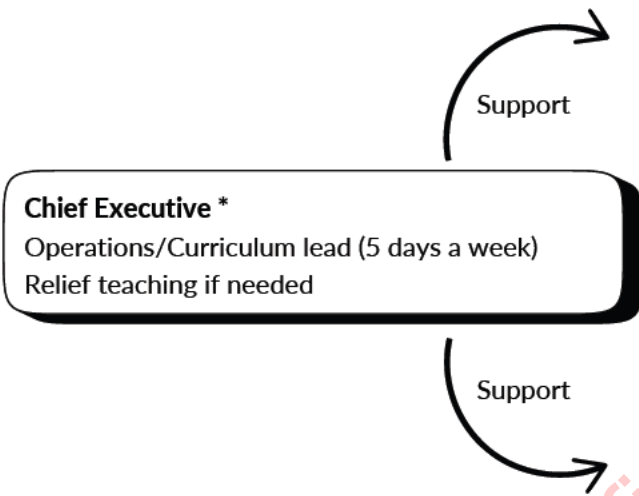 Support
Chief Executive *
Operations/Curriculum lead (5 days a week)
Relief teaching if needed
Support